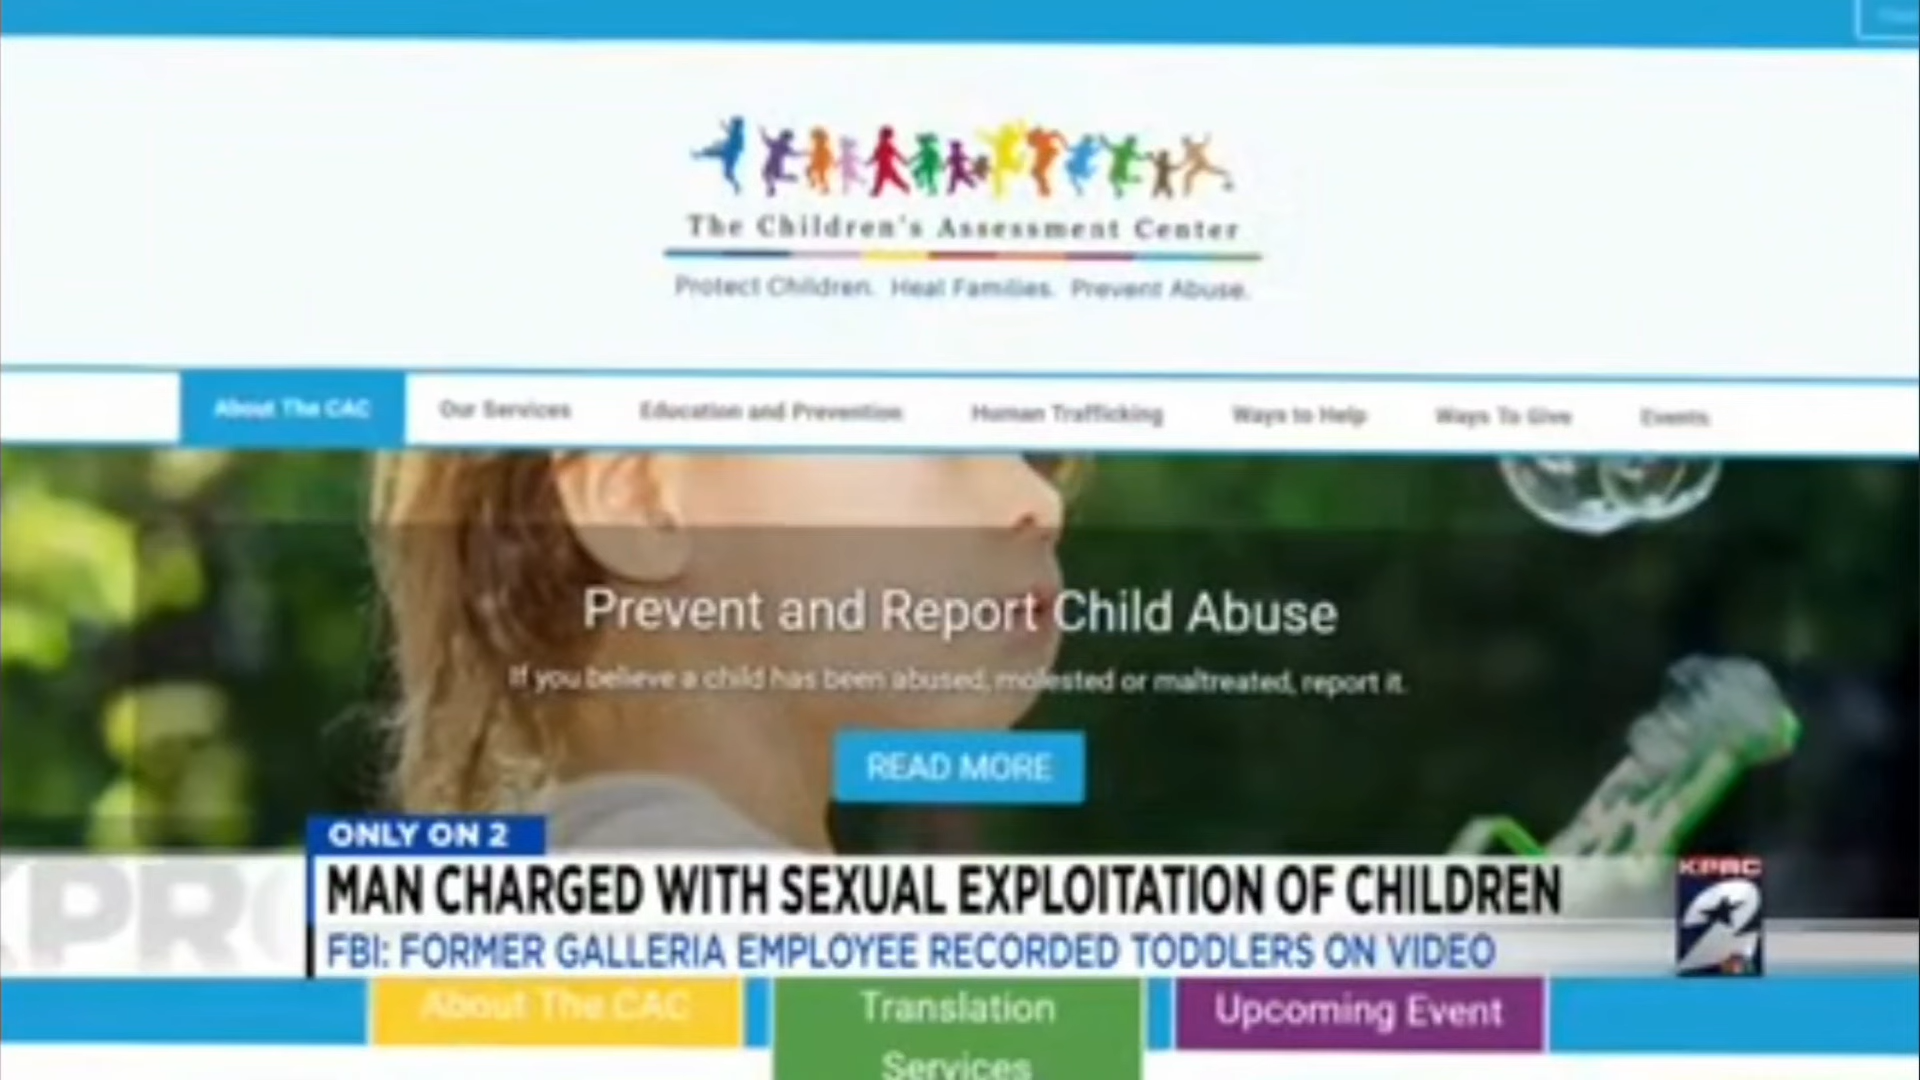 The Children's Assessment Center
Protect Children. Heal Families. Prevent Abuse.
About The CAC Our Services Education and Prevention Human Trafficking Ways to Help Ways To Give Events
Prevent and Report Child Abuse
If you believe a child has been abused, molested or maltreated, report it.
READ MORE
ONLY ON 2
MAN CHARGED WITH SEXUAL EXPLOITATION OF CHILDREN
FBI: FORMER GALLERIA EMPLOYEE RECORDED TODDLERS ON VIDEO
KPRC
2
KPRC
About The CAC
Translation
Services
Upcoming Event